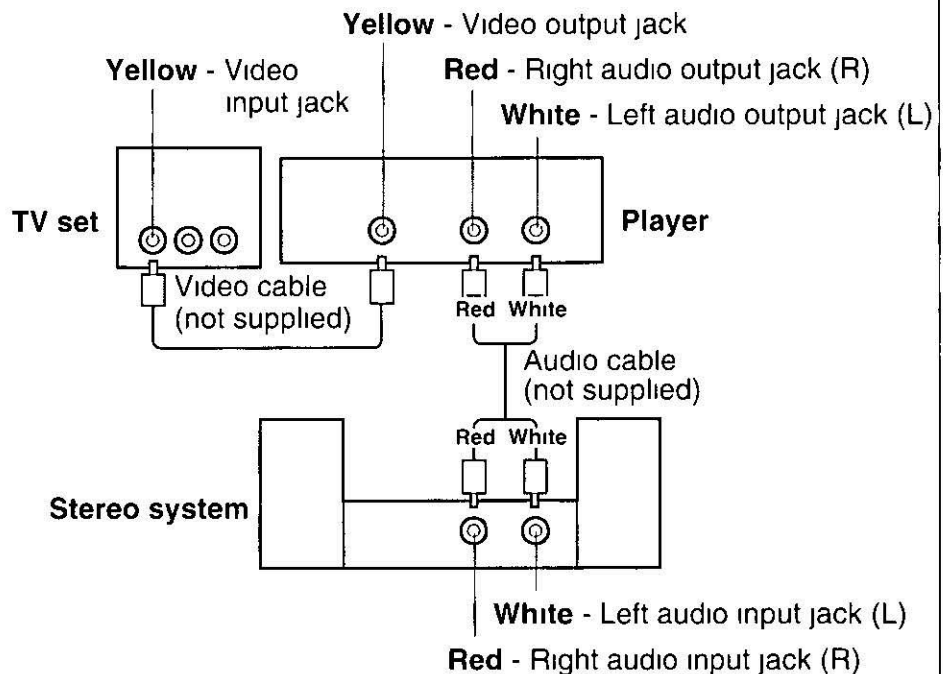 Yellow - Video output jack
Yellow - Video
input jack
Red - Right audio output jack (R)
White - Left audio output jack (L)
TV set
Player
Video cable
(not supplied)
Red White
Audio cable
(not supplied)
Red White
Stereo system
White - Left audio input jack (L)
Red - Right audio input jack (R)